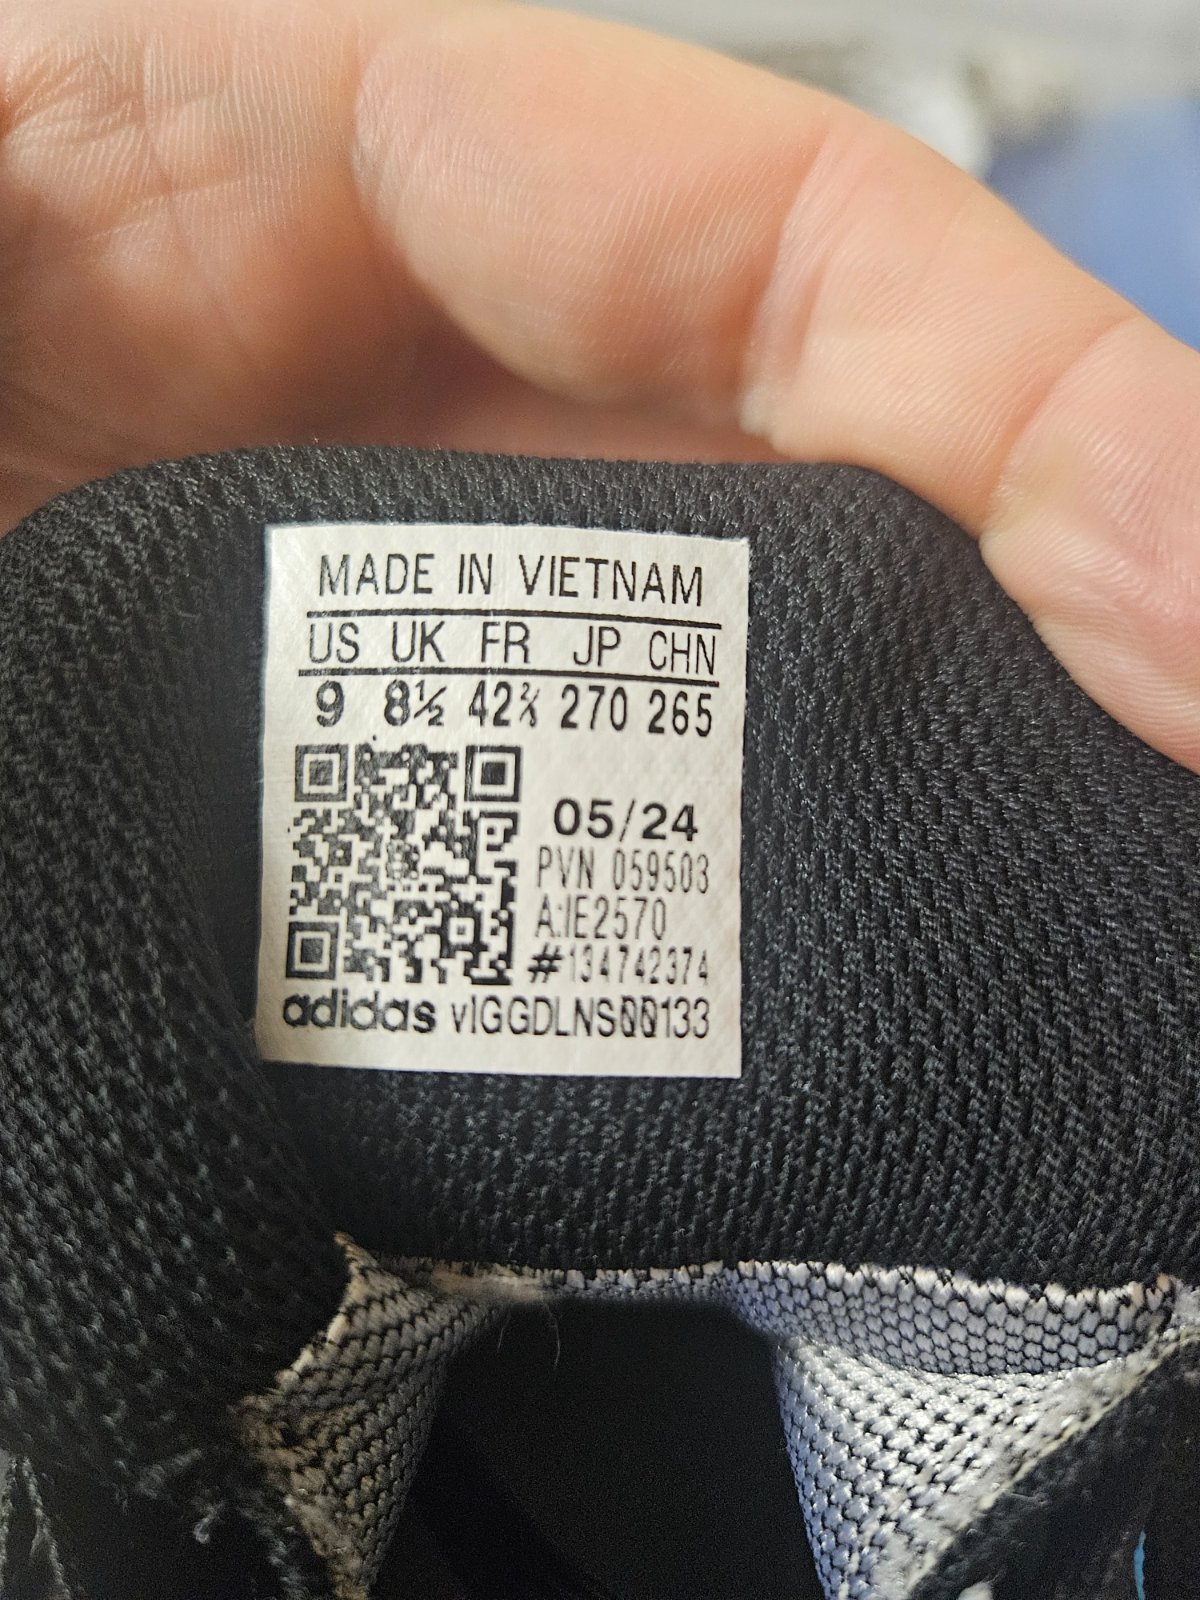 MADE IN VIETNAM
US UK FR JP CHN
9 8½ 42⅔ 270 265
05/24
PVN 059503
A:IE2570
#134742374
adidas vIGGDLNS00133